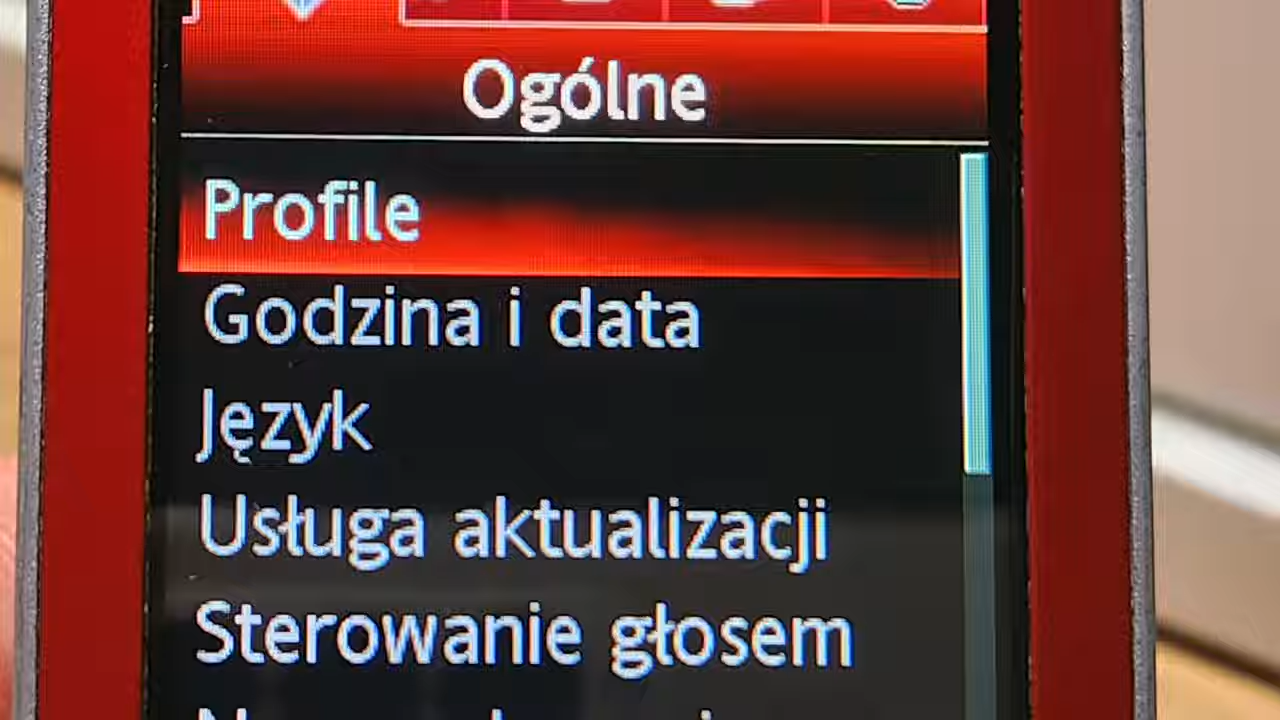 Ogólne
Profile
Godzina i data
Język
Usługa aktualizacji
Sterowanie głosem